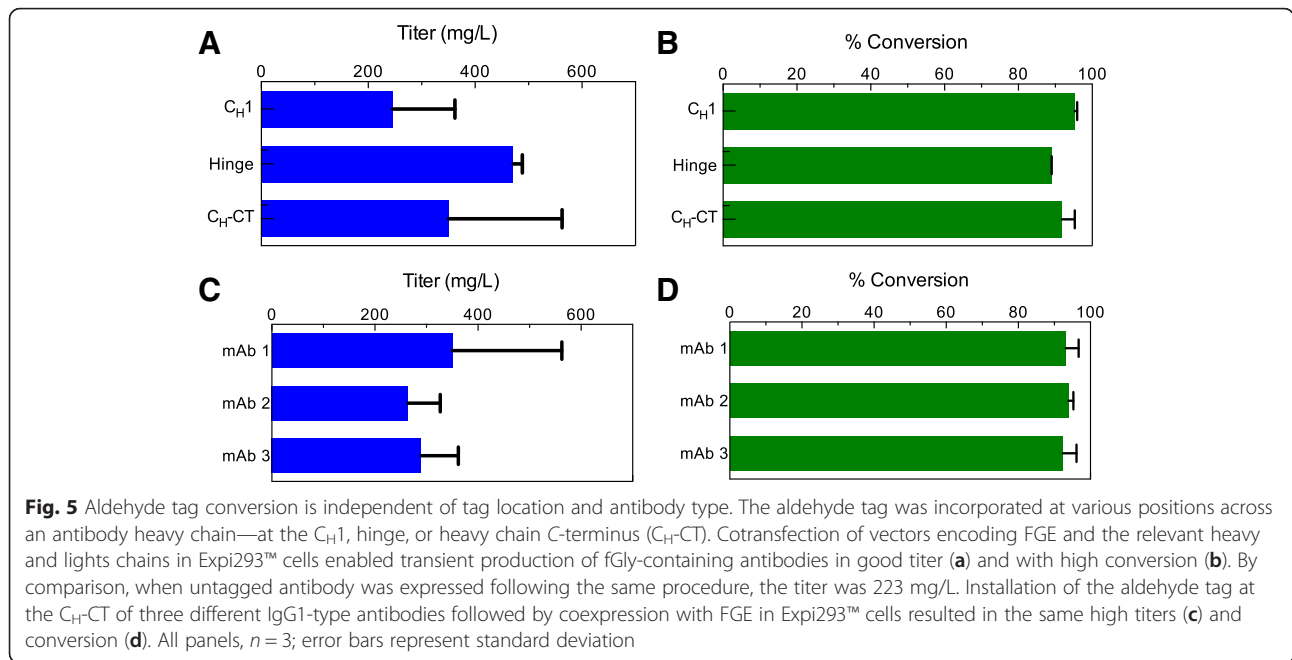 A
Titer (mg/L)
0 200 400 600
C_H1
Hinge
C_H-CT
B
% Conversion
0 20 40 60 80 100
C_H1
Hinge
C_H-CT
C
Titer (mg/L)
0 200 400 600
mAb 1
mAb 2
mAb 3
D
% Conversion
0 20 40 60 80 100
mAb 1
mAb 2
mAb 3
Fig. 5 Aldehyde tag conversion is independent of tag location and antibody type. The aldehyde tag was incorporated at various positions across
an antibody heavy chain—at the C_H1, hinge, or heavy chain C-terminus (C_H-CT). Cotransfection of vectors encoding FGE and the relevant heavy
and lights chains in Expi293™ cells enabled transient production of fGly-containing antibodies in good titer (a) and with high conversion (b). By
comparison, when untagged antibody was expressed following the same procedure, the titer was 223 mg/L. Installation of the aldehyde tag at
the C_H-CT of three different IgG1-type antibodies followed by coexpression with FGE in Expi293™ cells resulted in the same high titers (c) and
conversion (d). All panels, n = 3; error bars represent standard deviation